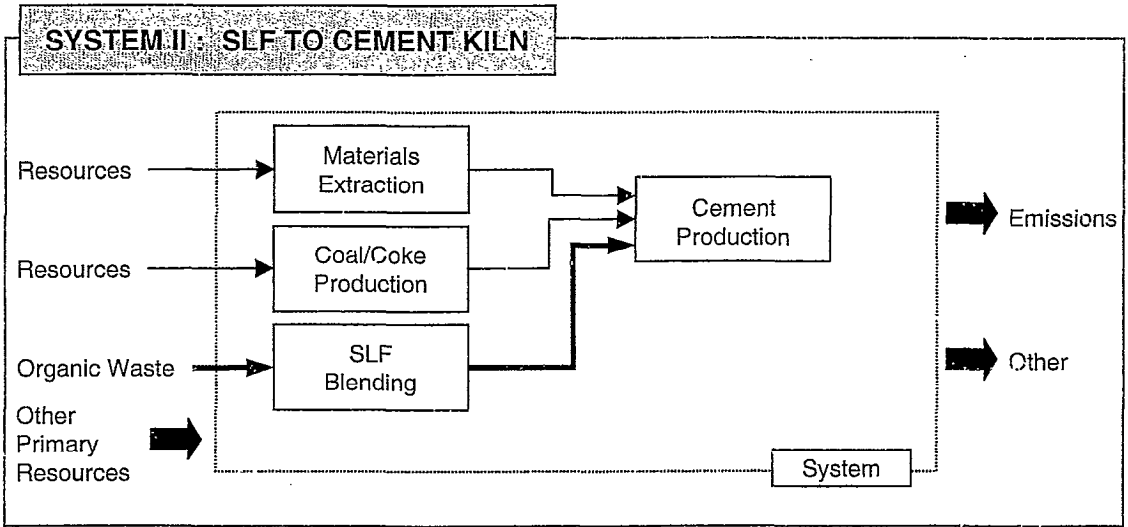 SYSTEM II : SLF TO CEMENT KILN
Resources
Materials
Extraction
Cement
Production
Emissions
Resources
Coal/Coke
Production
Organic Waste
SLF
Blending
Other
Other
Primary
Resources
System